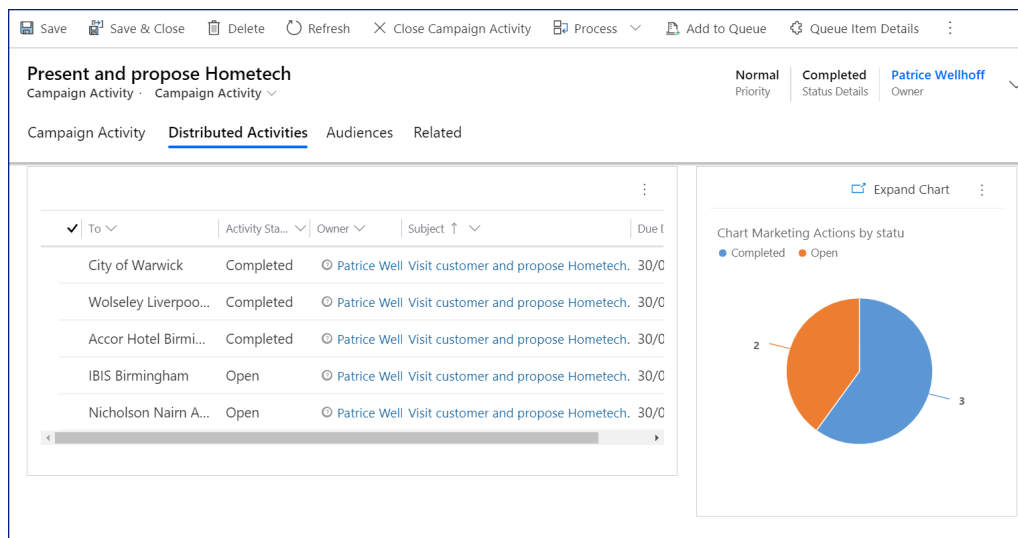 Save Save & Close Delete Refresh Close Campaign Activity Process Add to Queue Queue Item Details
Present and propose Hometech
Campaign Activity · Campaign Activity
Normal Completed Patrice Wellhoff
Priority Status Details Owner
Campaign Activity Distributed Activities Audiences Related
To Activity Sta... Owner Subject ↑ Due
City of Warwick Completed Patrice Well Visit customer and propose Hometech. 30/0
Wolseley Liverpoo... Completed Patrice Well Visit customer and propose Hometech. 30/0
Accor Hotel Birmi... Completed Patrice Well Visit customer and propose Hometech. 30/0
IBIS Birmingham Open Patrice Well Visit customer and propose Hometech. 30/0
Nicholson Nairn A... Open Patrice Well Visit customer and propose Hometech. 30/0
Expand Chart
Chart Marketing Actions by statu
Completed Open
2
3